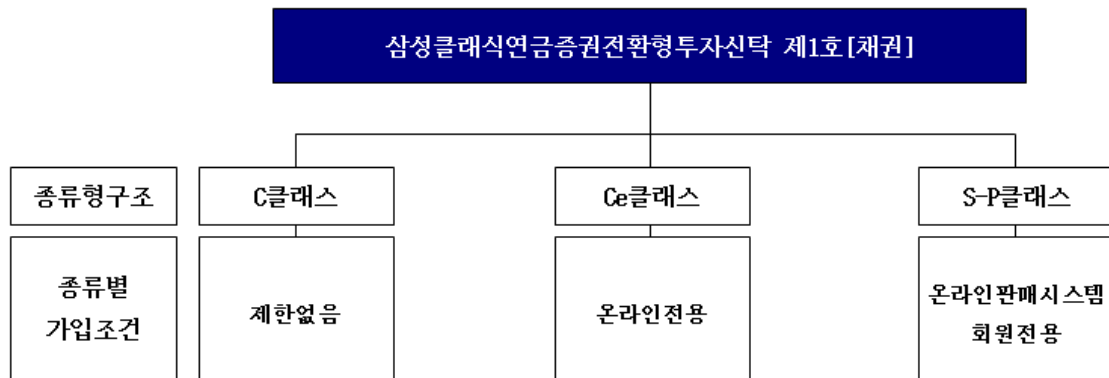 삼성클래식연금증권전환형투자신탁 제1호[채권]
종류형구조
C클래스
Ce클래스
S-P클래스
종류별
가입조건
제한없음
온라인전용
온라인판매시스템
회원전용